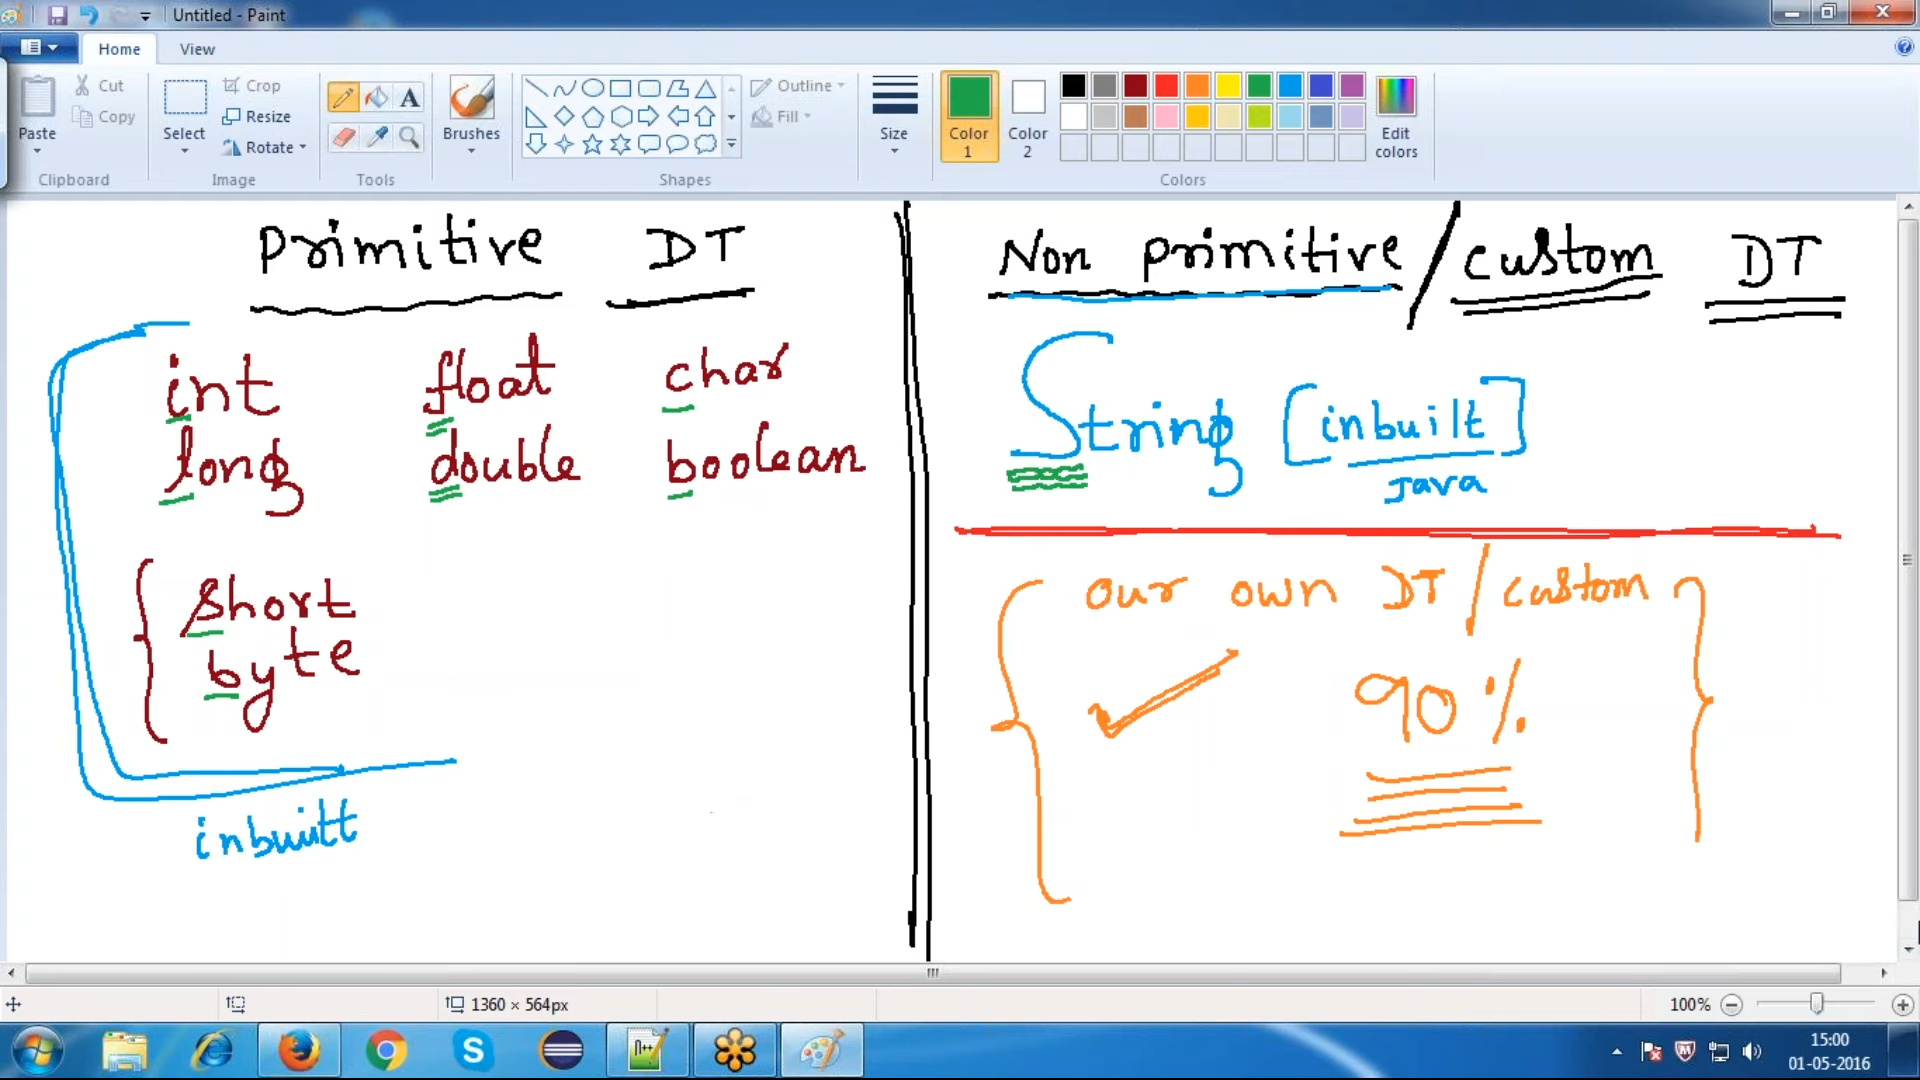 Untitled - Paint
Home View
Paste Cut Copy
Clipboard
Select Crop Resize Rotate
Image
A
Tools
Brushes
Shapes
Outline
Fill
Size
Color 1
Color 2
Edit colors
Colors
Primitive DT
int float char
long double boolean
short
byte
inbuilt
Non primitive / custom DT
String [inbuilt]
Java
our own DT / custom
90%
1360 × 564px
100%
15:00
01-05-2016